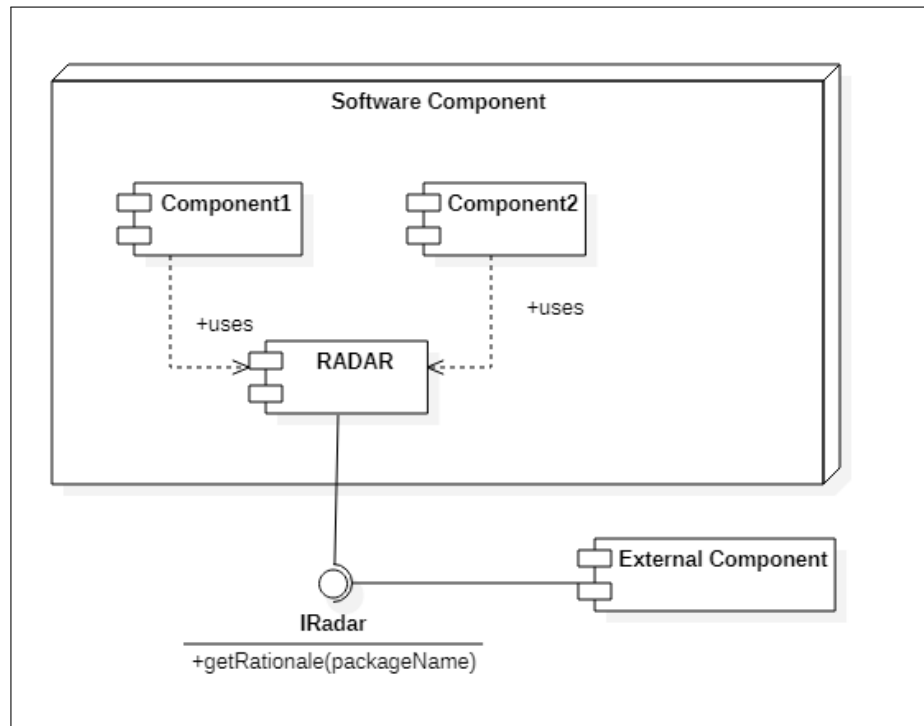 Software Component
Component1
Component2
+uses
+uses
RADAR
External Component
IRadar
+getRationale(packageName)